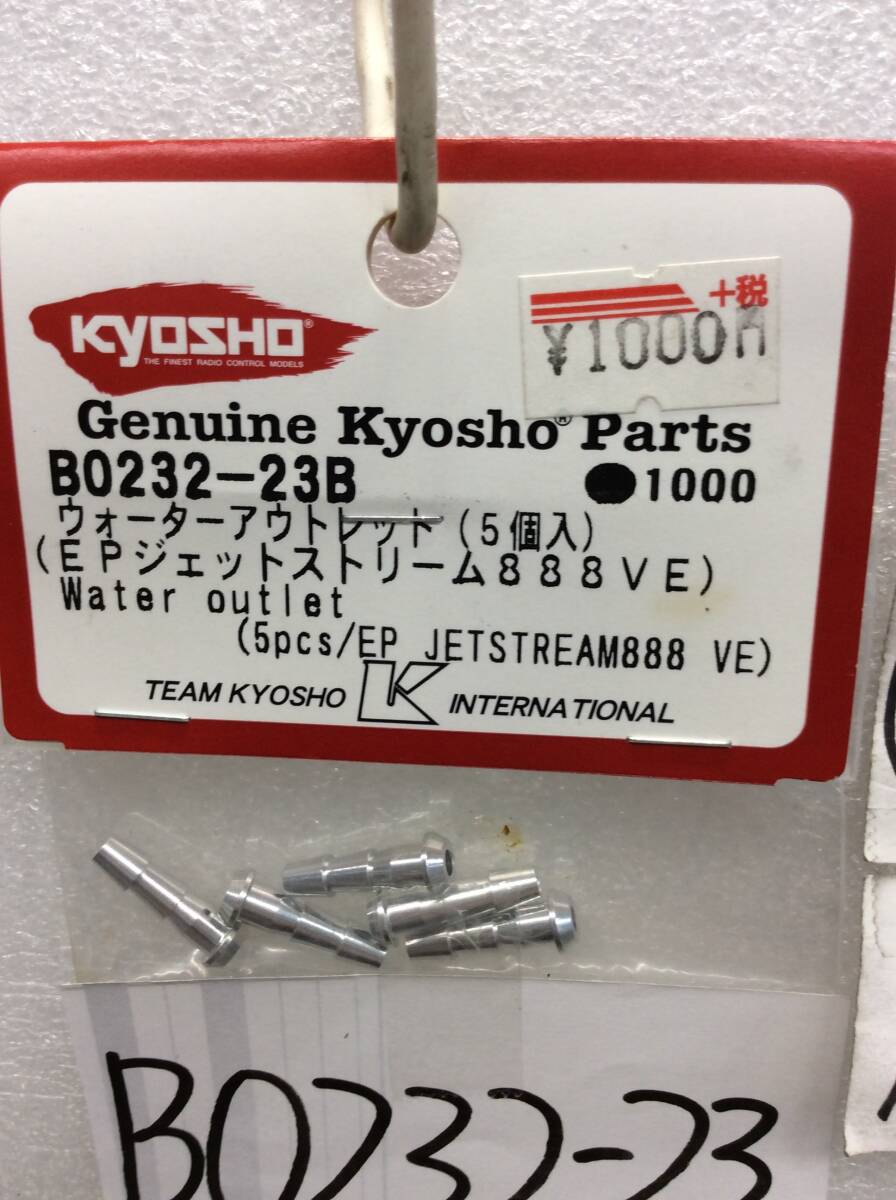 +税
¥1000円
KYOSHO®
THE FINEST RADIO CONTROL MODELS
Genuine Kyosho® Parts
B0232-23B ●1000
ウォーターアウトレット(5個入)
(EPジェットストリーム888VE)
Water outlet
(5pcs/EP JETSTREAM888 VE)
TEAM KYOSHO K INTERNATIONAL
B0232-23